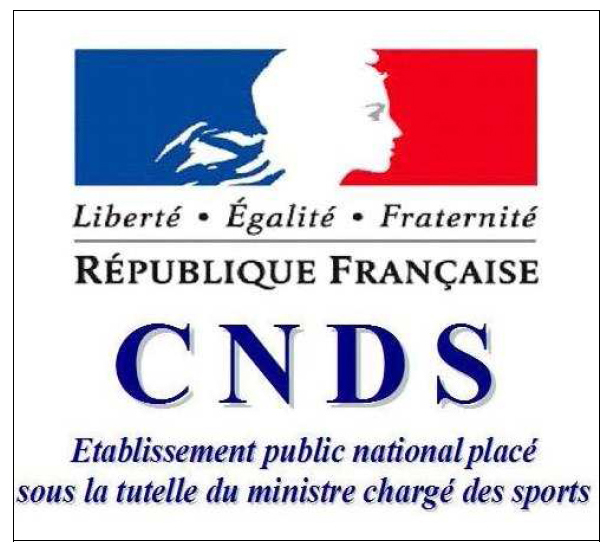 Liberté • Égalité • Fraternité
RÉPUBLIQUE FRANÇAISE
CNDS
Etablissement public national placé
sous la tutelle du ministre chargé des sports